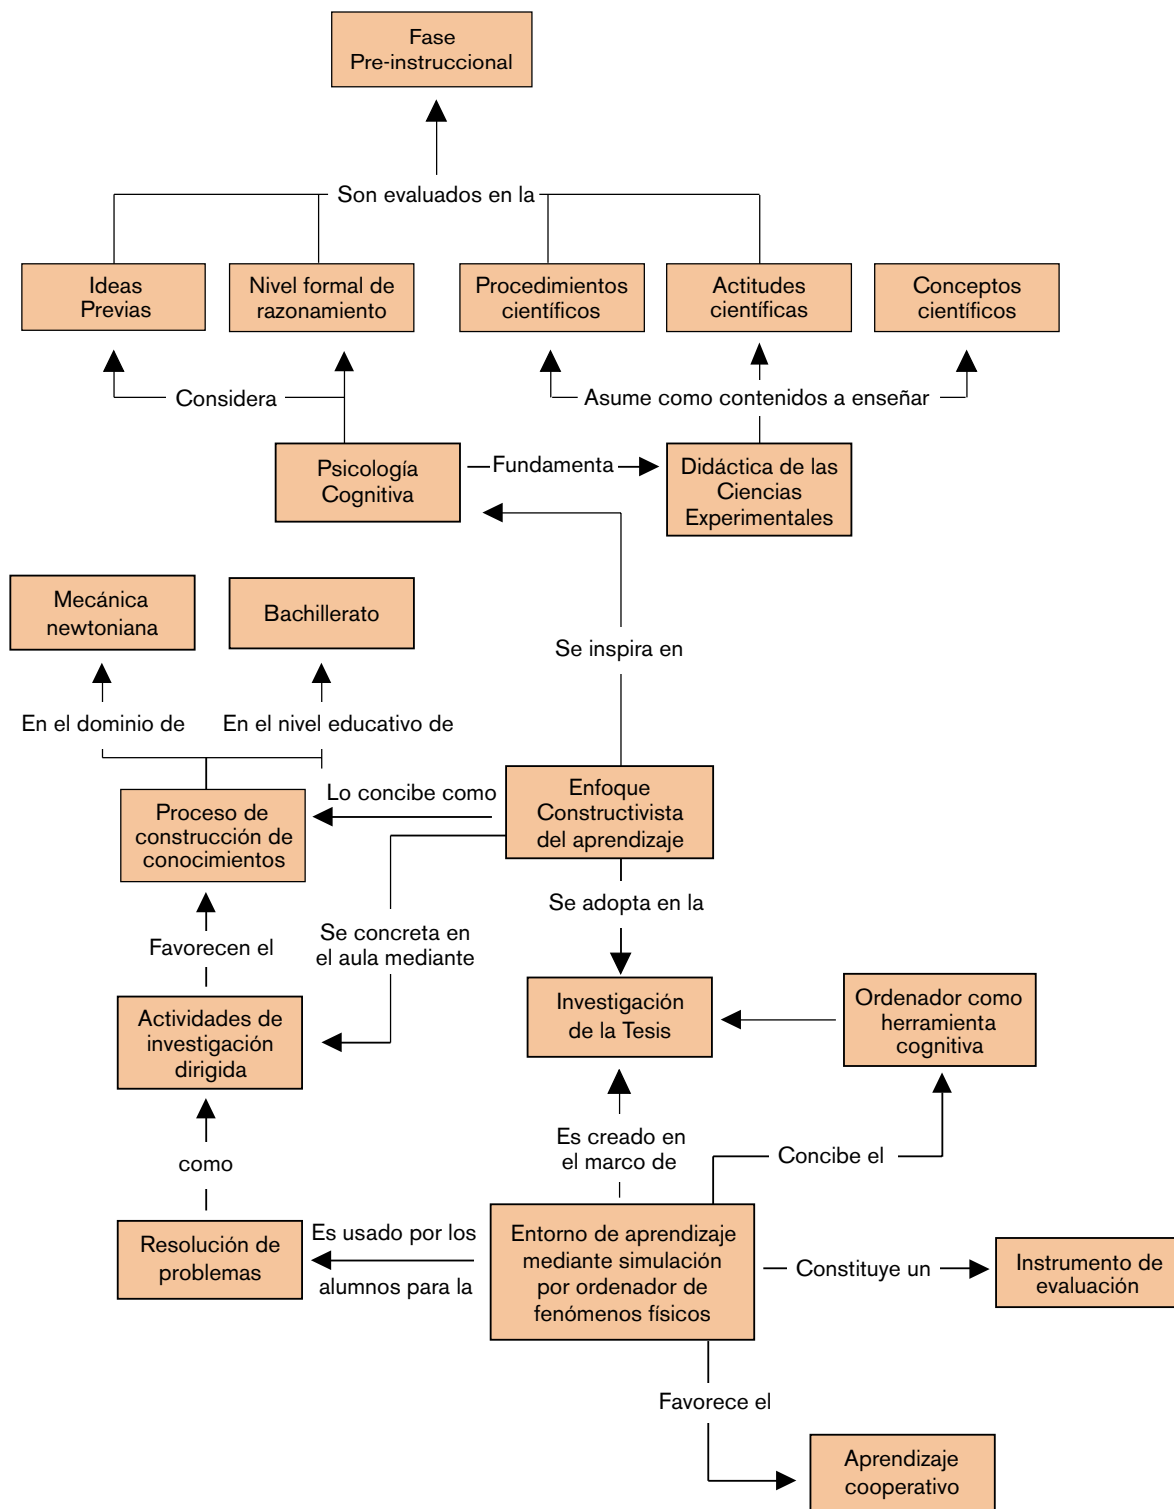 Fase
Pre-instruccional
Son evaluados en la
Ideas
Previas
Nivel formal de
razonamiento
Procedimientos
científicos
Actitudes
científicas
Conceptos
científicos
Considera
Asume como contenidos a enseñar
Psicología
Cognitiva
Fundamenta
Didáctica de las
Ciencias
Experimentales
Mecánica
newtoniana
Bachillerato
Se inspira en
En el dominio de
En el nivel educativo de
Proceso de
construcción de
conocimientos
Lo concibe como
Enfoque
Constructivista
del aprendizaje
Se adopta en la
Favorecen el
Se concreta en
el aula mediante
Actividades de
investigación
dirigida
Investigación
de la Tesis
Ordenador como
herramienta
cognitiva
como
Es creado en
el marco de
Concibe el
Resolución de
problemas
Es usado por los
alumnos para la
Entorno de aprendizaje
mediante simulación
por ordenador de
fenómenos físicos
Constituye un
Instrumento de
evaluación
Favorece el
Aprendizaje
cooperativo